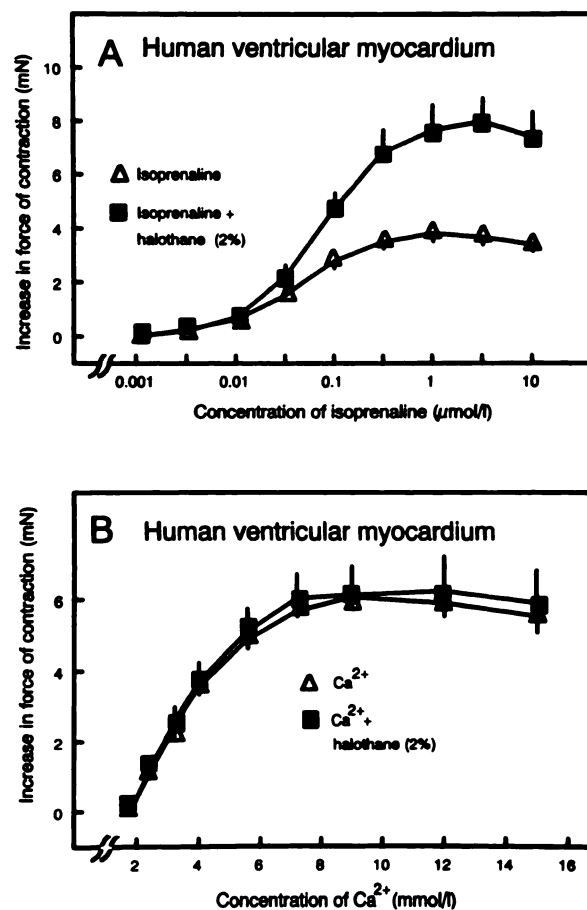 A Human ventricular myocardium
Increase in force of contraction (mN)
10
8
6
4
2
0
Isoprenaline
Isoprenaline +
halothane (2%)
0.001 0.01 0.1 1 10
Concentration of isoprenaline (μmol/l)
B Human ventricular myocardium
Increase in force of contraction (mN)
6
4
2
0
Ca²⁺
Ca²⁺+
halothane (2%)
2 4 6 8 10 12 14 16
Concentration of Ca²⁺ (mmol/l)